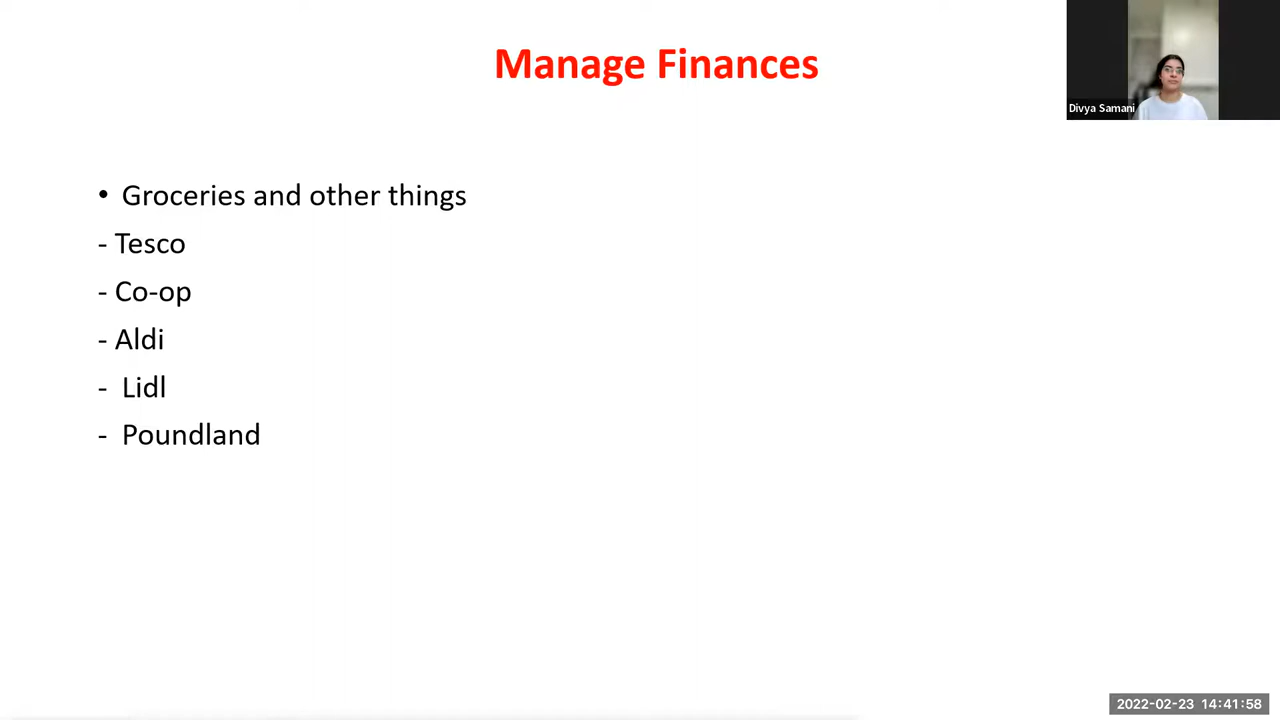 Manage Finances
Divya Samani
• Groceries and other things
- Tesco
- Co-op
- Aldi
- Lidl
- Poundland
2022-02-23 14:41:58